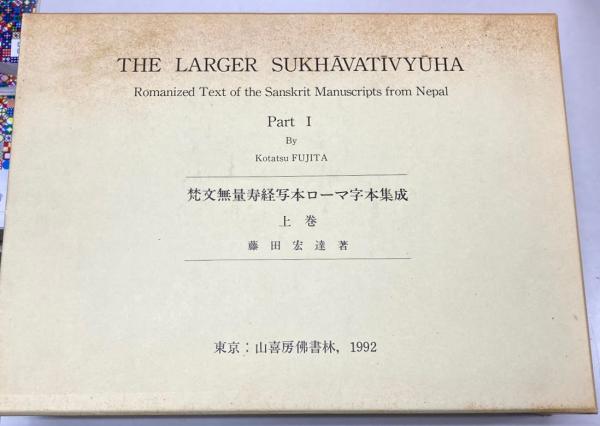 THE LARGER SUKHĀVATĪVYŪHA
Romanized Text of the Sanskrit Manuscripts from Nepal
Part I
By
Kotatsu FUJITA
梵文無量寿経写本ローマ字本集成
上巻
藤田宏達著
東京：山喜房佛書林，1992